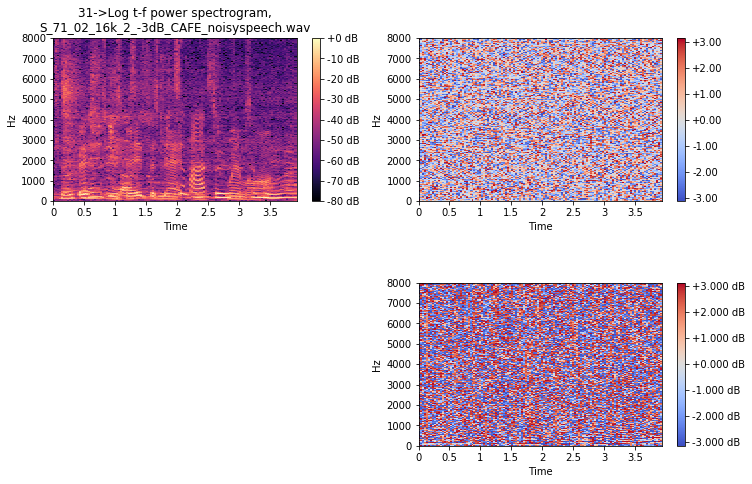 31->Log t-f power spectrogram,
S_71_02_16k_2_-3dB_CAFE_noisyspeech.wav
8000
7000
6000
5000
4000
3000
2000
1000
0
Hz
0 0.5 1 1.5 2 2.5 3 3.5
Time
+0 dB
-10 dB
-20 dB
-30 dB
-40 dB
-50 dB
-60 dB
-70 dB
-80 dB
8000
7000
6000
5000
4000
3000
2000
1000
0
Hz
0 0.5 1 1.5 2 2.5 3 3.5
Time
+3.00
+2.00
+1.00
+0.00
-1.00
-2.00
-3.00
8000
7000
6000
5000
4000
3000
2000
1000
0
Hz
0 0.5 1 1.5 2 2.5 3 3.5
Time
+3.000 dB
+2.000 dB
+1.000 dB
+0.000 dB
-1.000 dB
-2.000 dB
-3.000 dB